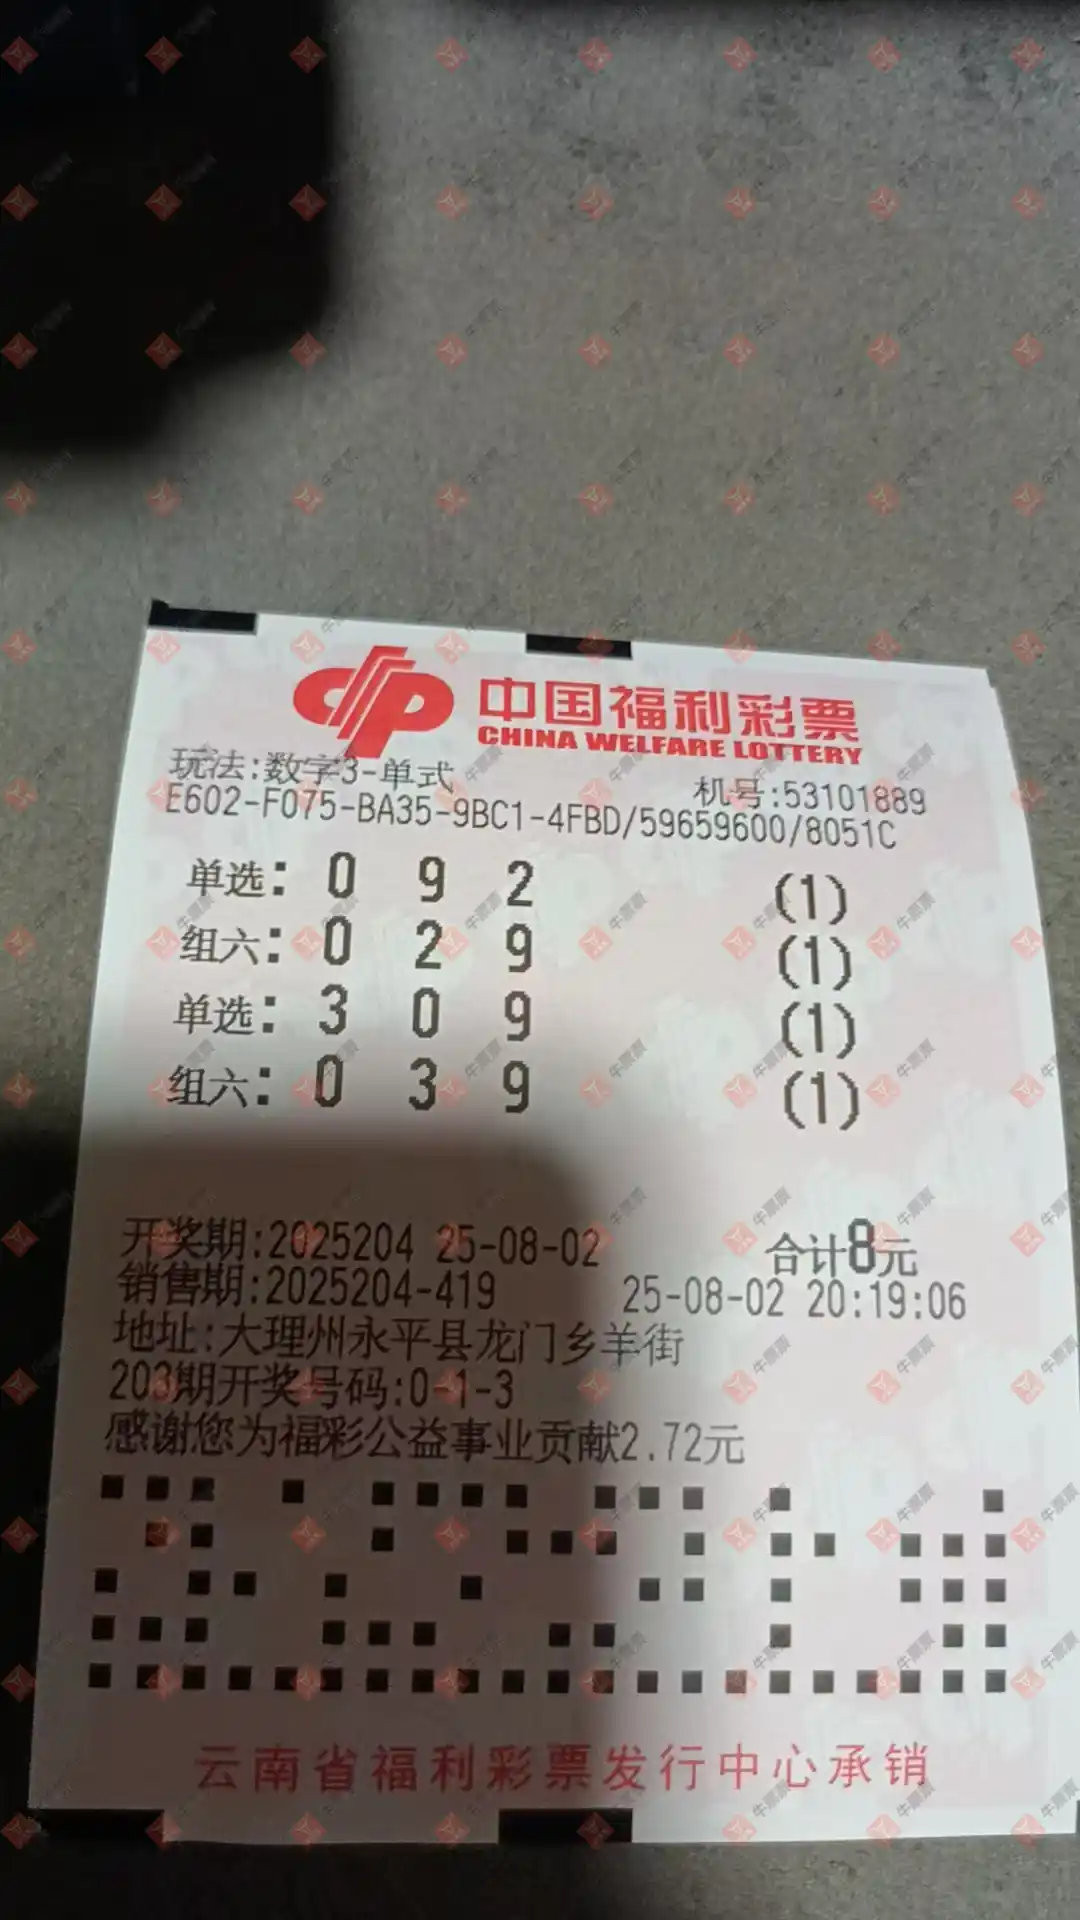 中国福利彩票
CHINA WELFARE LOTTERY
玩法:数字3-单式 机号:53101889
E602-F075-BA35-9BC1-4FBD/59659600/8051C
单选: 0 9 2 (1)
组六: 0 2 9 (1)
单选: 3 0 9 (1)
组六: 0 3 9 (1)
开奖期:2025204 25-08-02 合计8元
销售期:2025204-419 25-08-02 20:19:06
地址:大理州永平县龙门乡羊街
203期开奖号码:0-1-3
感谢您为福彩公益事业贡献2.72元
云南省福利彩票发行中心承销
牛票票